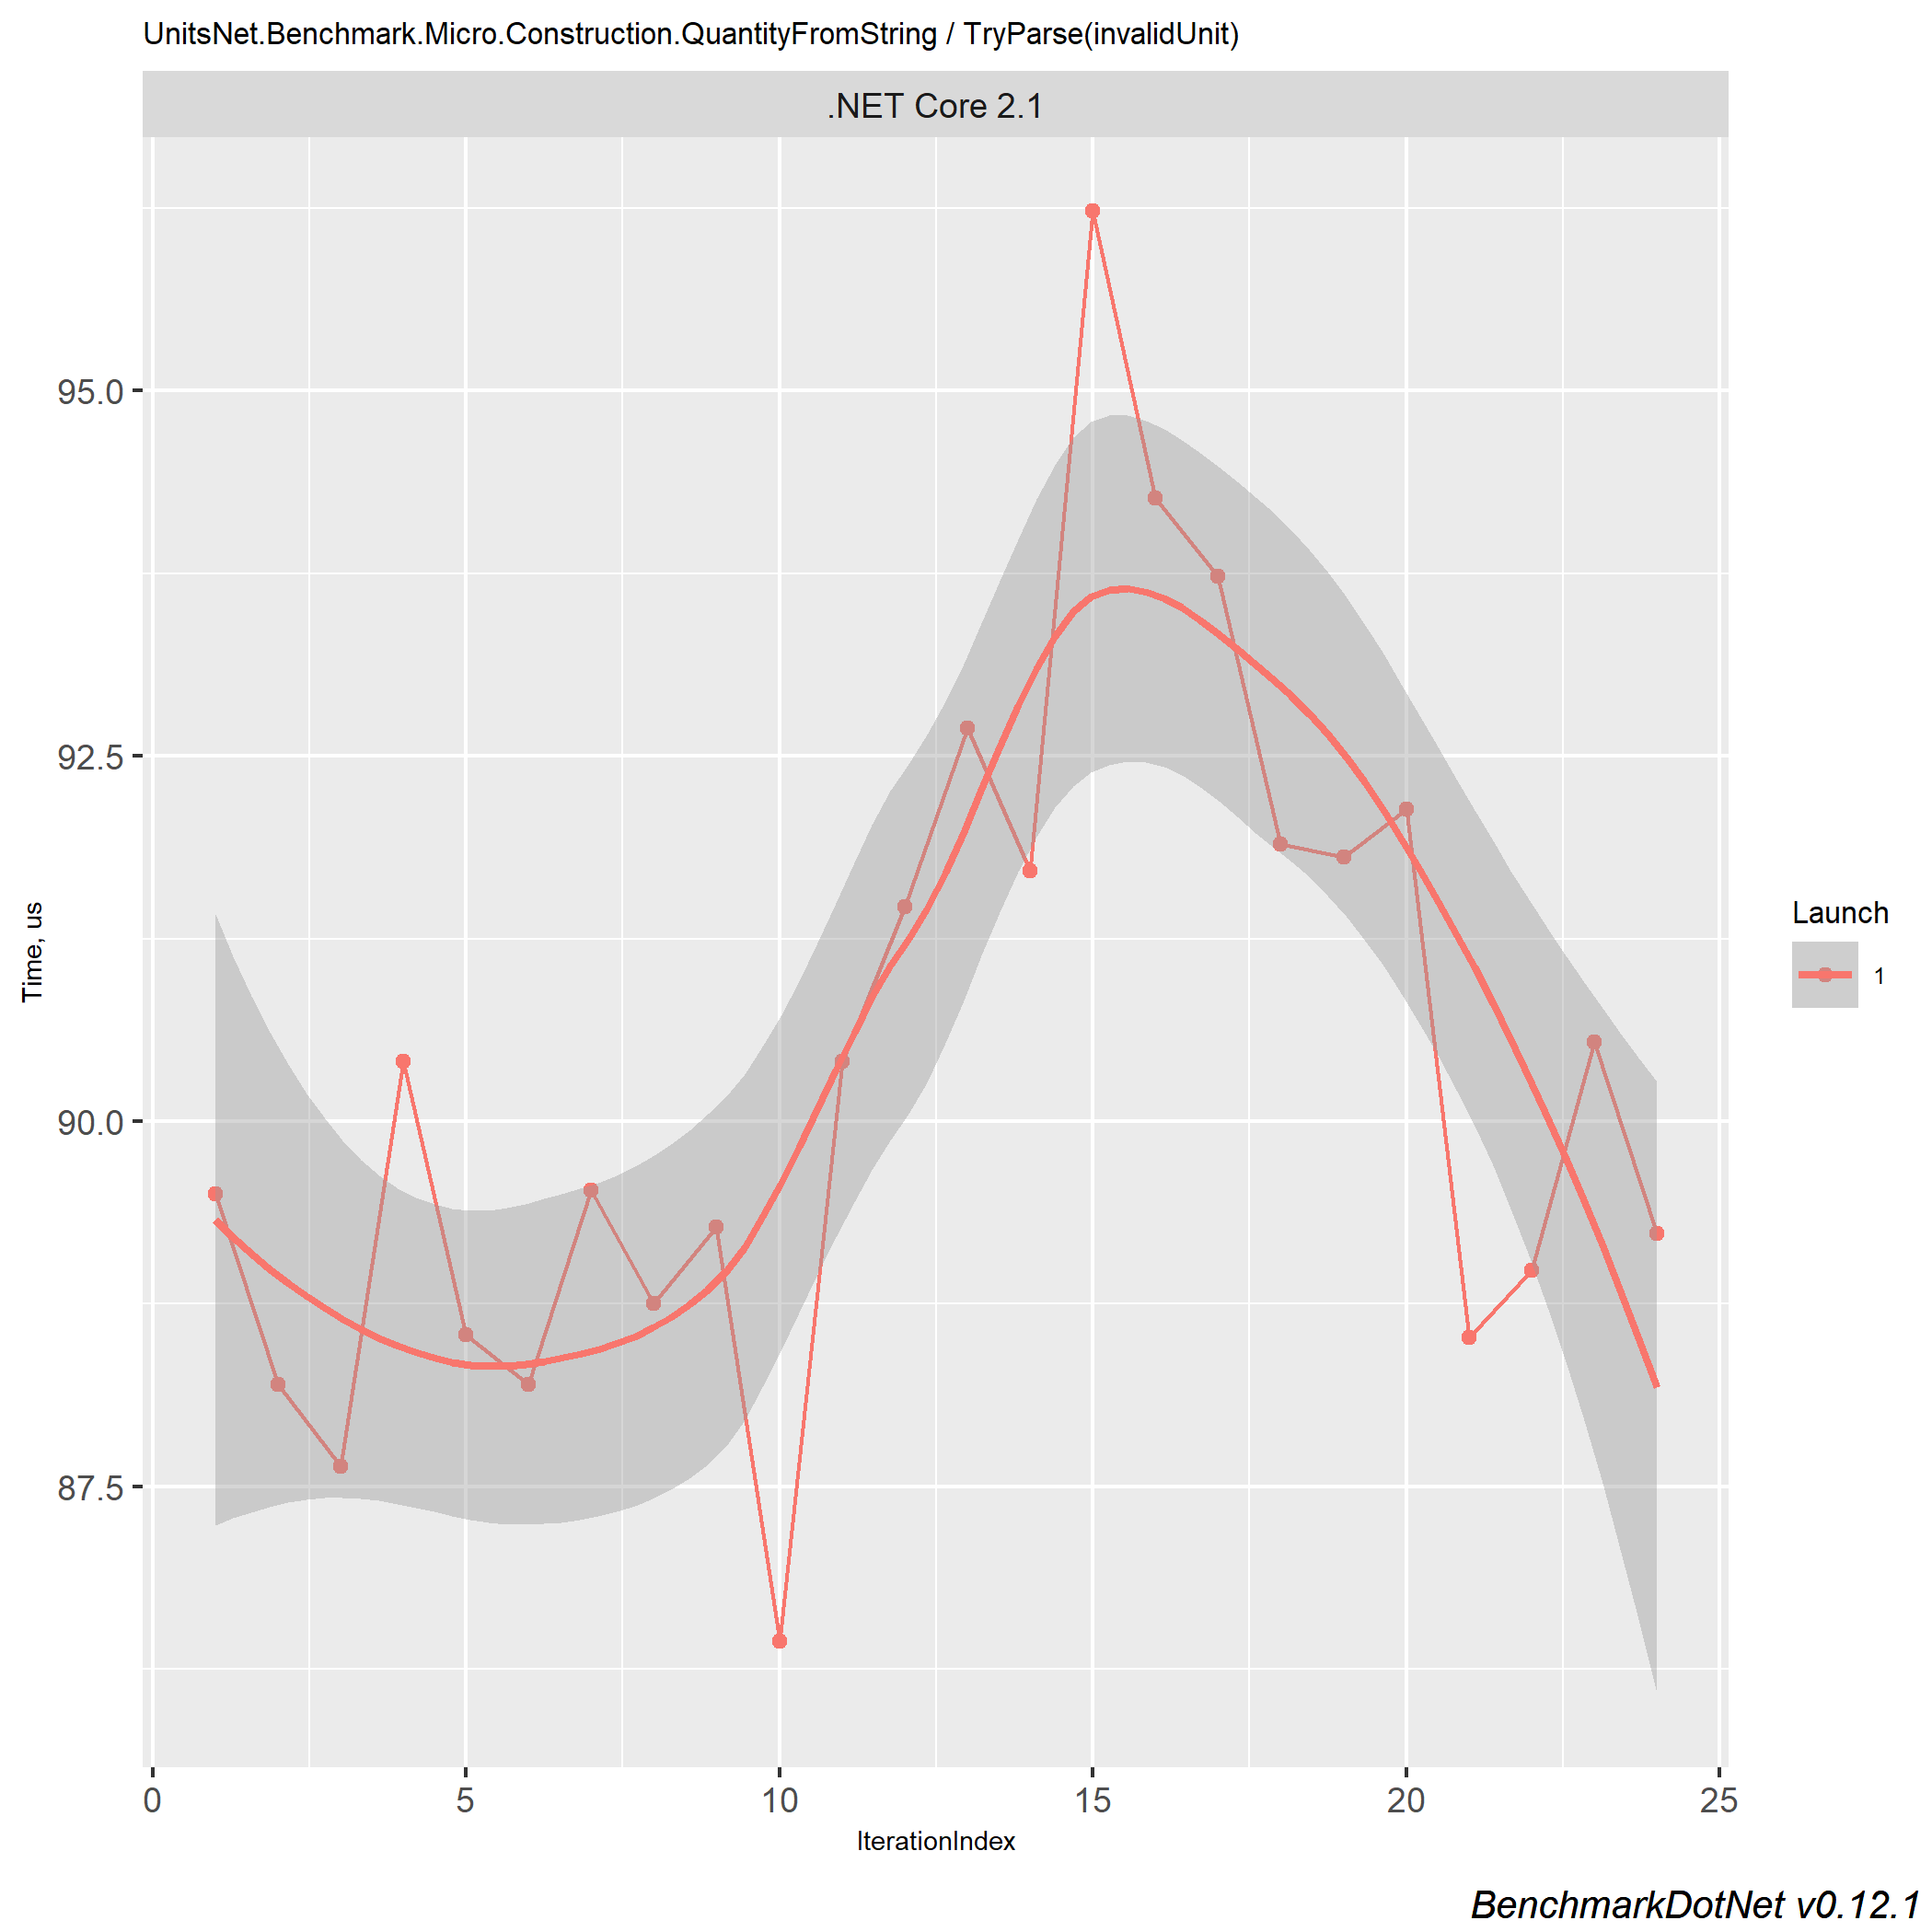 UnitsNet.Benchmark.Micro.Construction.QuantityFromString / TryParse(invalidUnit)
.NET Core 2.1
95.0
92.5
90.0
87.5
Time, us
0 5 10 15 20 25
IterationIndex
Launch
1
BenchmarkDotNet v0.12.1